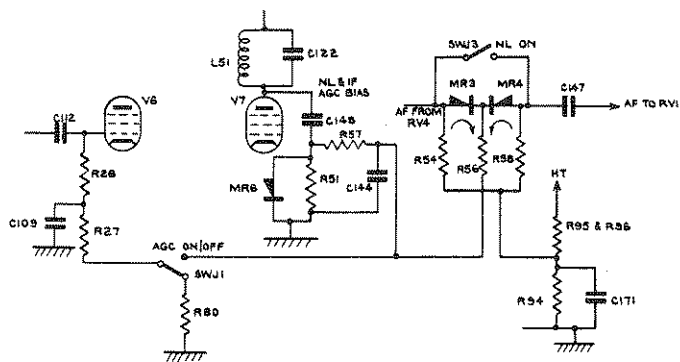 SWJ3
NL ON
C122
L51
V6
V7
NL & IF
AGC BIAS
MR3
MR4
C147
C112
C148
AF FROM
RV4
AF TO RV1
R57
R26
R54
R56
R58
HT
MR6
R51
C144
C109
R27
R95 & R96
AGC ON/OFF
SWJ1
R94
C171
R80